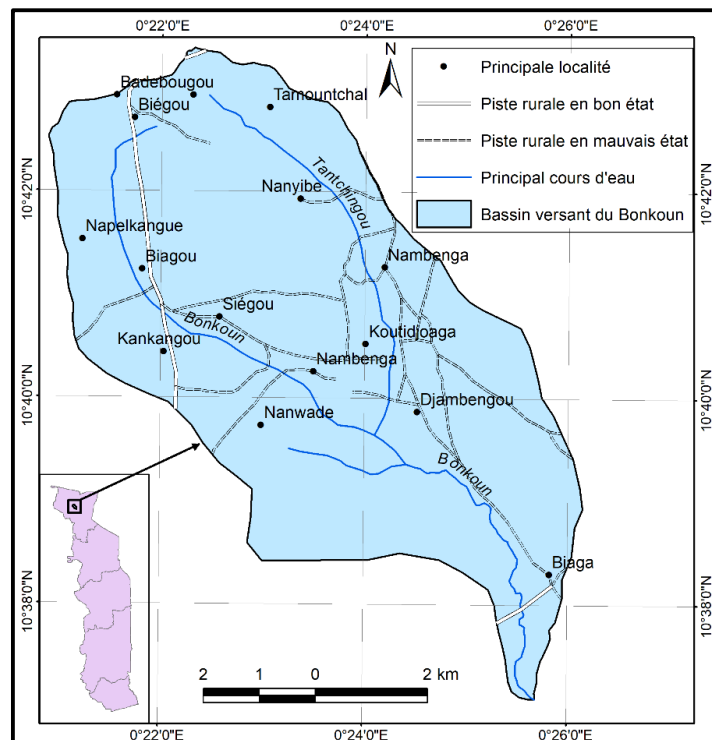 0°22'0"E
0°24'0"E
0°26'0"E
N
Principale localité
Piste rurale en bon état
Piste rurale en mauvais état
Principal cours d'eau
Bassin versant du Bonkoun
Badebougou
Biégou
Tamountchal
Tantchingou
10°42'0"N
10°42'0"N
Nanyibe
Napelkangue
Biagou
Nambenga
Siégou
Bonkoun
Kankangou
Koutidjoaga
Nambenga
10°40'0"N
10°40'0"N
Djambengou
Nanwade
Bonkoun
Biaga
10°38'0"N
10°38'0"N
2 1 0 2 km
0°22'0"E
0°24'0"E
0°26'0"E